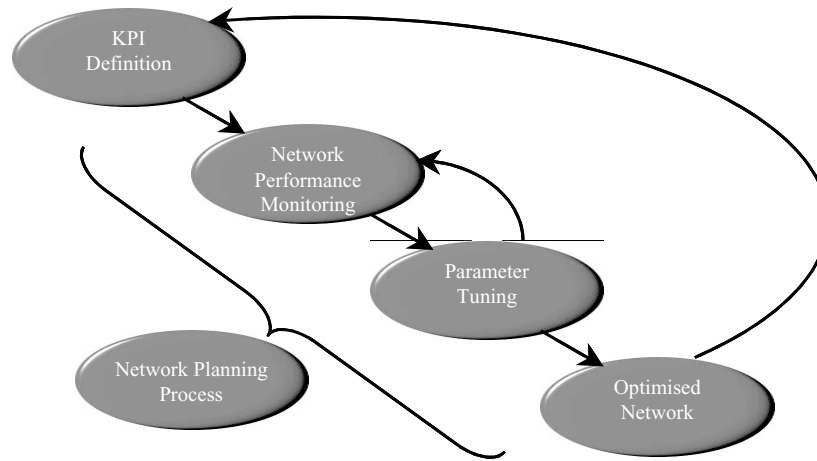 KPI
Definition
Network
Performance
Monitoring
Parameter
Tuning
Network Planning
Process
Optimised
Network